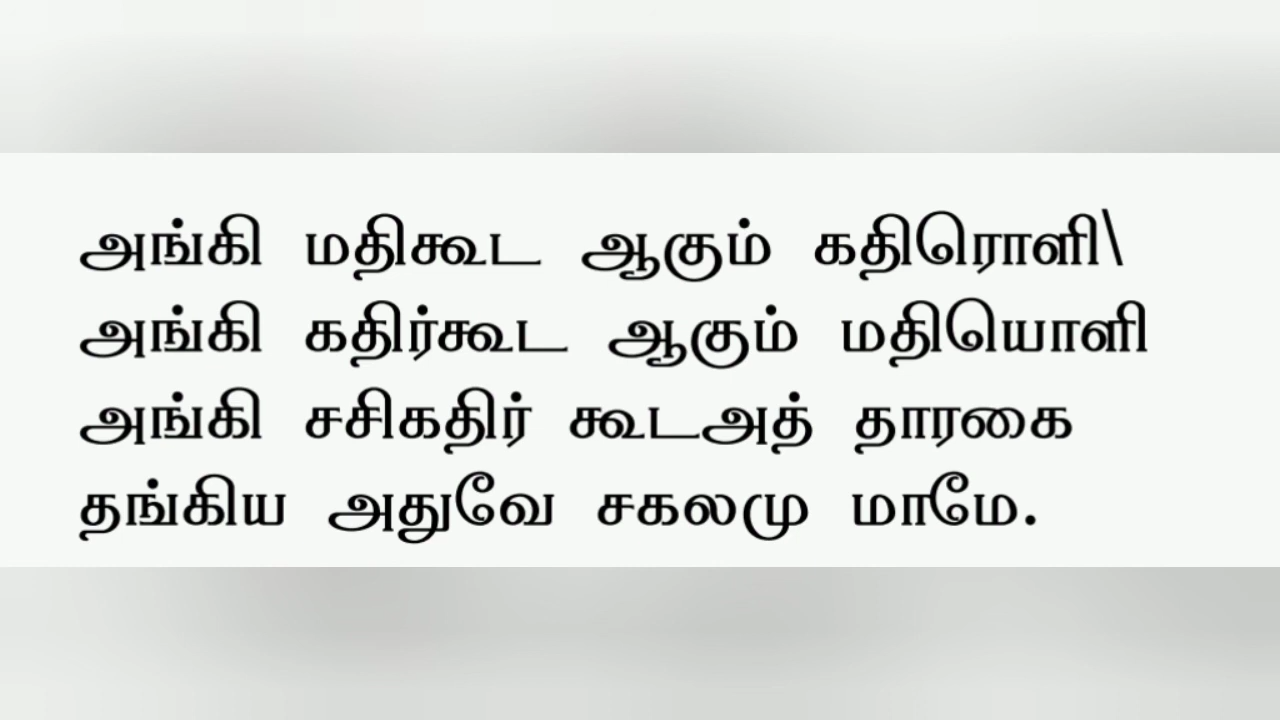 அங்கி மதிகூட ஆகும் கதிரொளி\
அங்கி கதிர்கூட ஆகும் மதியொளி
அங்கி சசிகதிர் கூடஅத் தாரகை
தங்கிய அதுவே சகலமு மாமே.